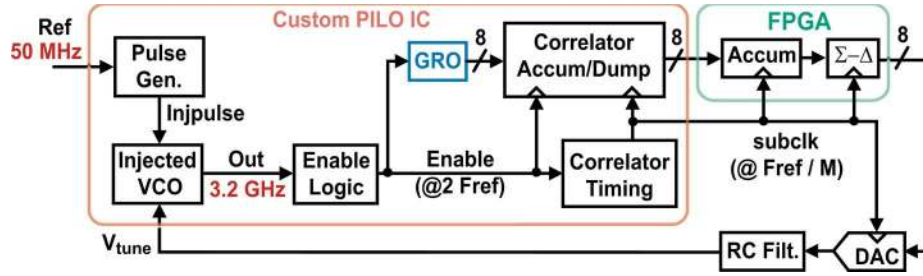 Custom PILO IC
FPGA
Ref
50 MHz
Pulse
Gen.
Injpulse
Injected
VCO
Out
3.2 GHz
Enable
Logic
GRO
8
Correlator
Accum/Dump
8
Enable
(@2 Fref)
Correlator
Timing
Accum
Σ–Δ
8
subclk
(@ Fref / M)
Vtune
RC Filt.
DAC